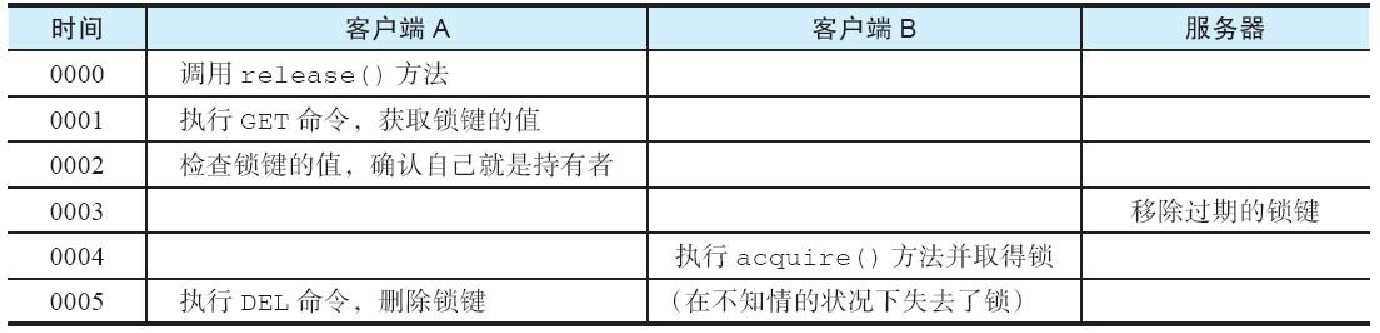 时间 客户端 A 客户端 B 服务器
0000 调用 release() 方法
0001 执行 GET 命令，获取锁键的值
0002 检查锁键的值，确认自己就是持有者
0003 移除过期的锁键
0004 执行 acquire() 方法并取得锁
0005 执行 DEL 命令，删除锁键 （在不知情的状况下失去了锁）